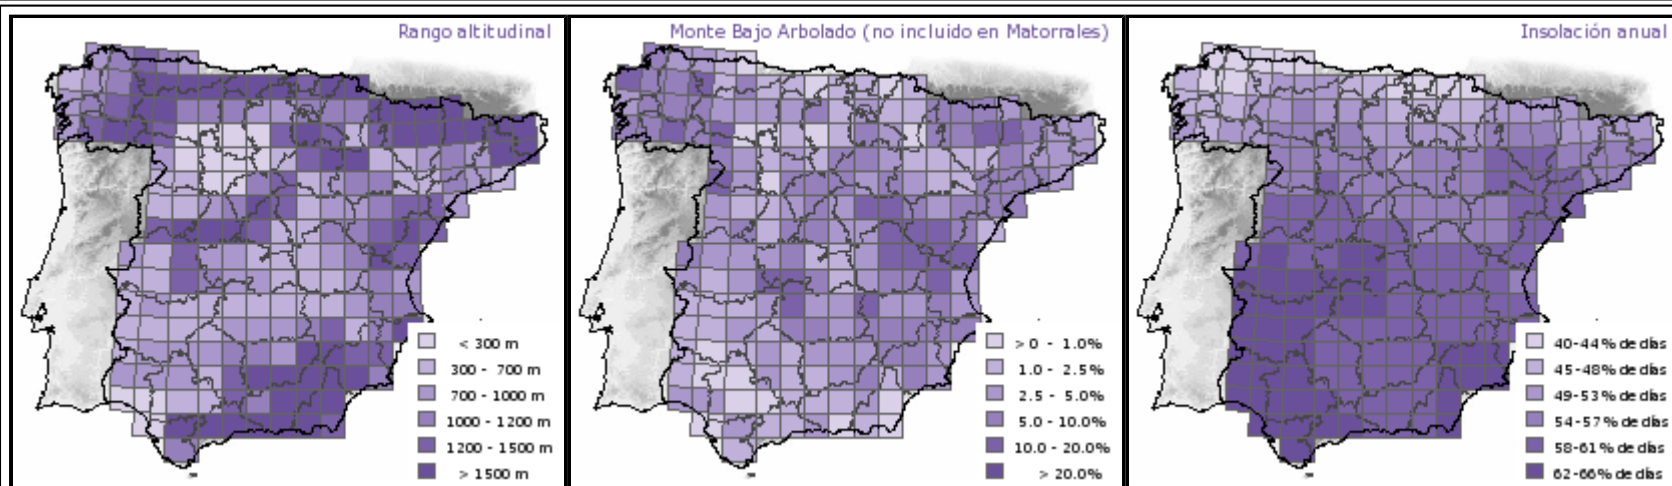 Rango altitudinal
< 300 m
300 - 700 m
700 - 1000 m
1000 - 1200 m
1200 - 1500 m
> 1500 m
Monte Bajo Arbolado (no incluido en Matorrales)
> 0 - 1.0%
1.0 - 2.5%
2.5 - 5.0%
5.0 - 10.0%
10.0 - 20.0%
> 20.0%
Insolación anual
40-44% de días
45-48% de días
49-53% de días
54-57% de días
58-61% de días
62-66% de días